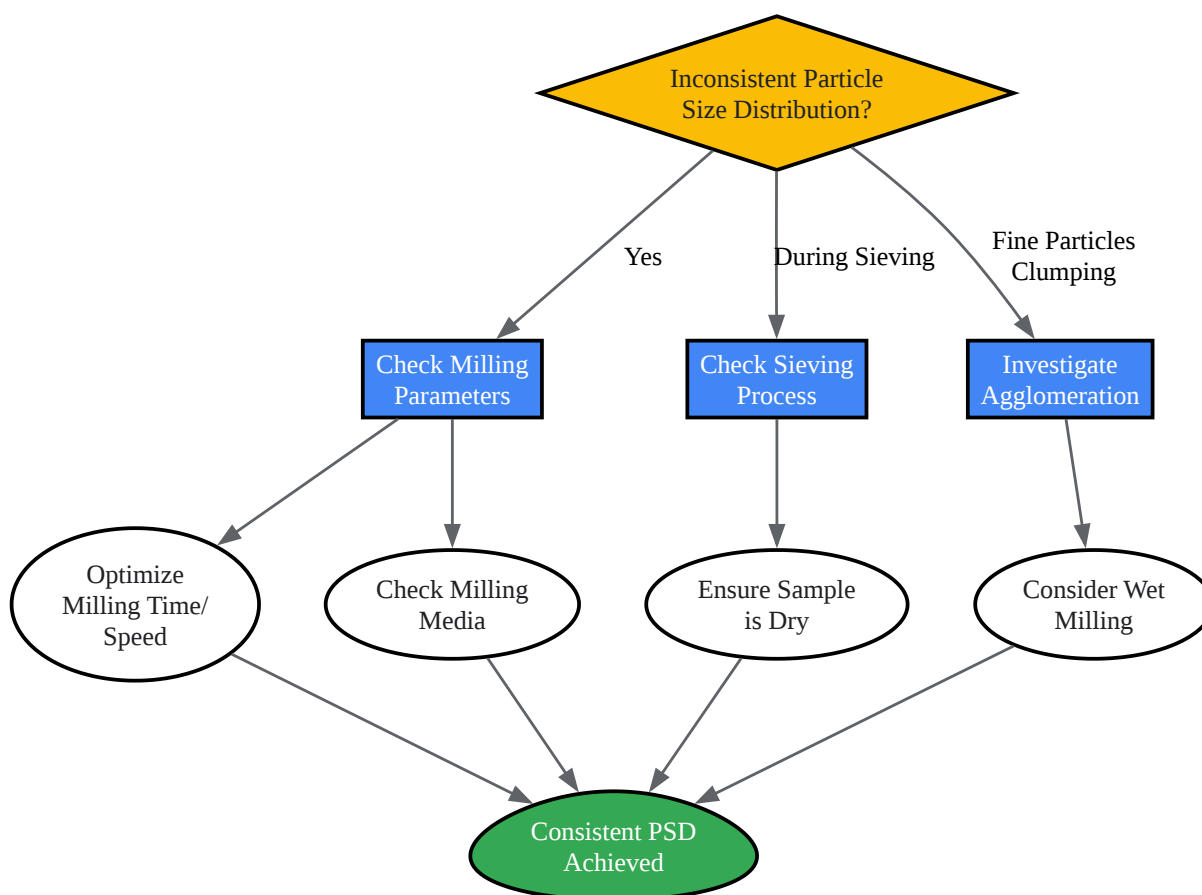 Inconsistent Particle
Size Distribution?
Yes
During Sieving
Fine Particles
Clumping
Check Milling
Parameters
Check Sieving
Process
Investigate
Agglomeration
Optimize
Milling Time/
Speed
Check Milling
Media
Ensure Sample
is Dry
Consider Wet
Milling
Consistent PSD
Achieved